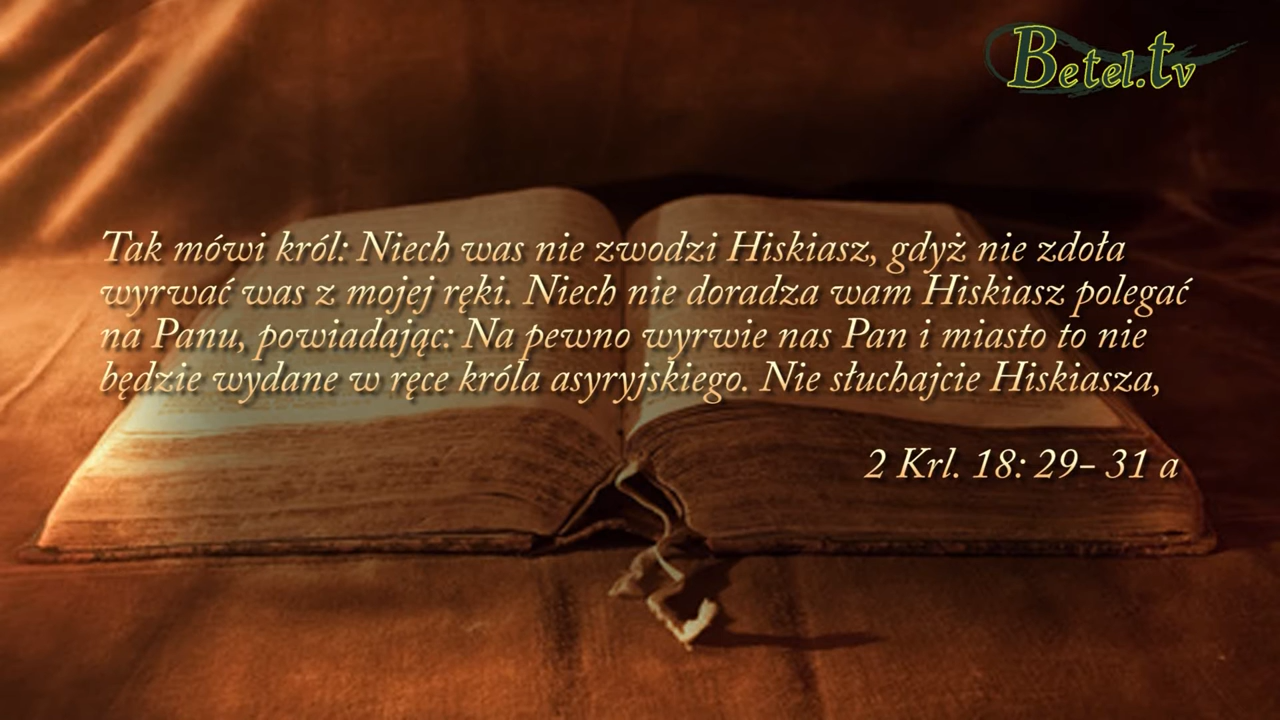 Betel.tv
Tak mówi król: Niech was nie zwodzi Hiskiasz, gdyż nie zdoła
wyrwać was z mojej ręki. Niech nie doradza wam Hiskiasz polegać
na Panu, powiadając: Na pewno wyrwie nas Pan i miasto to nie
będzie wydane w ręce króla asyryjskiego. Nie słuchajcie Hiskiasza,
2 Krl. 18: 29- 31 a